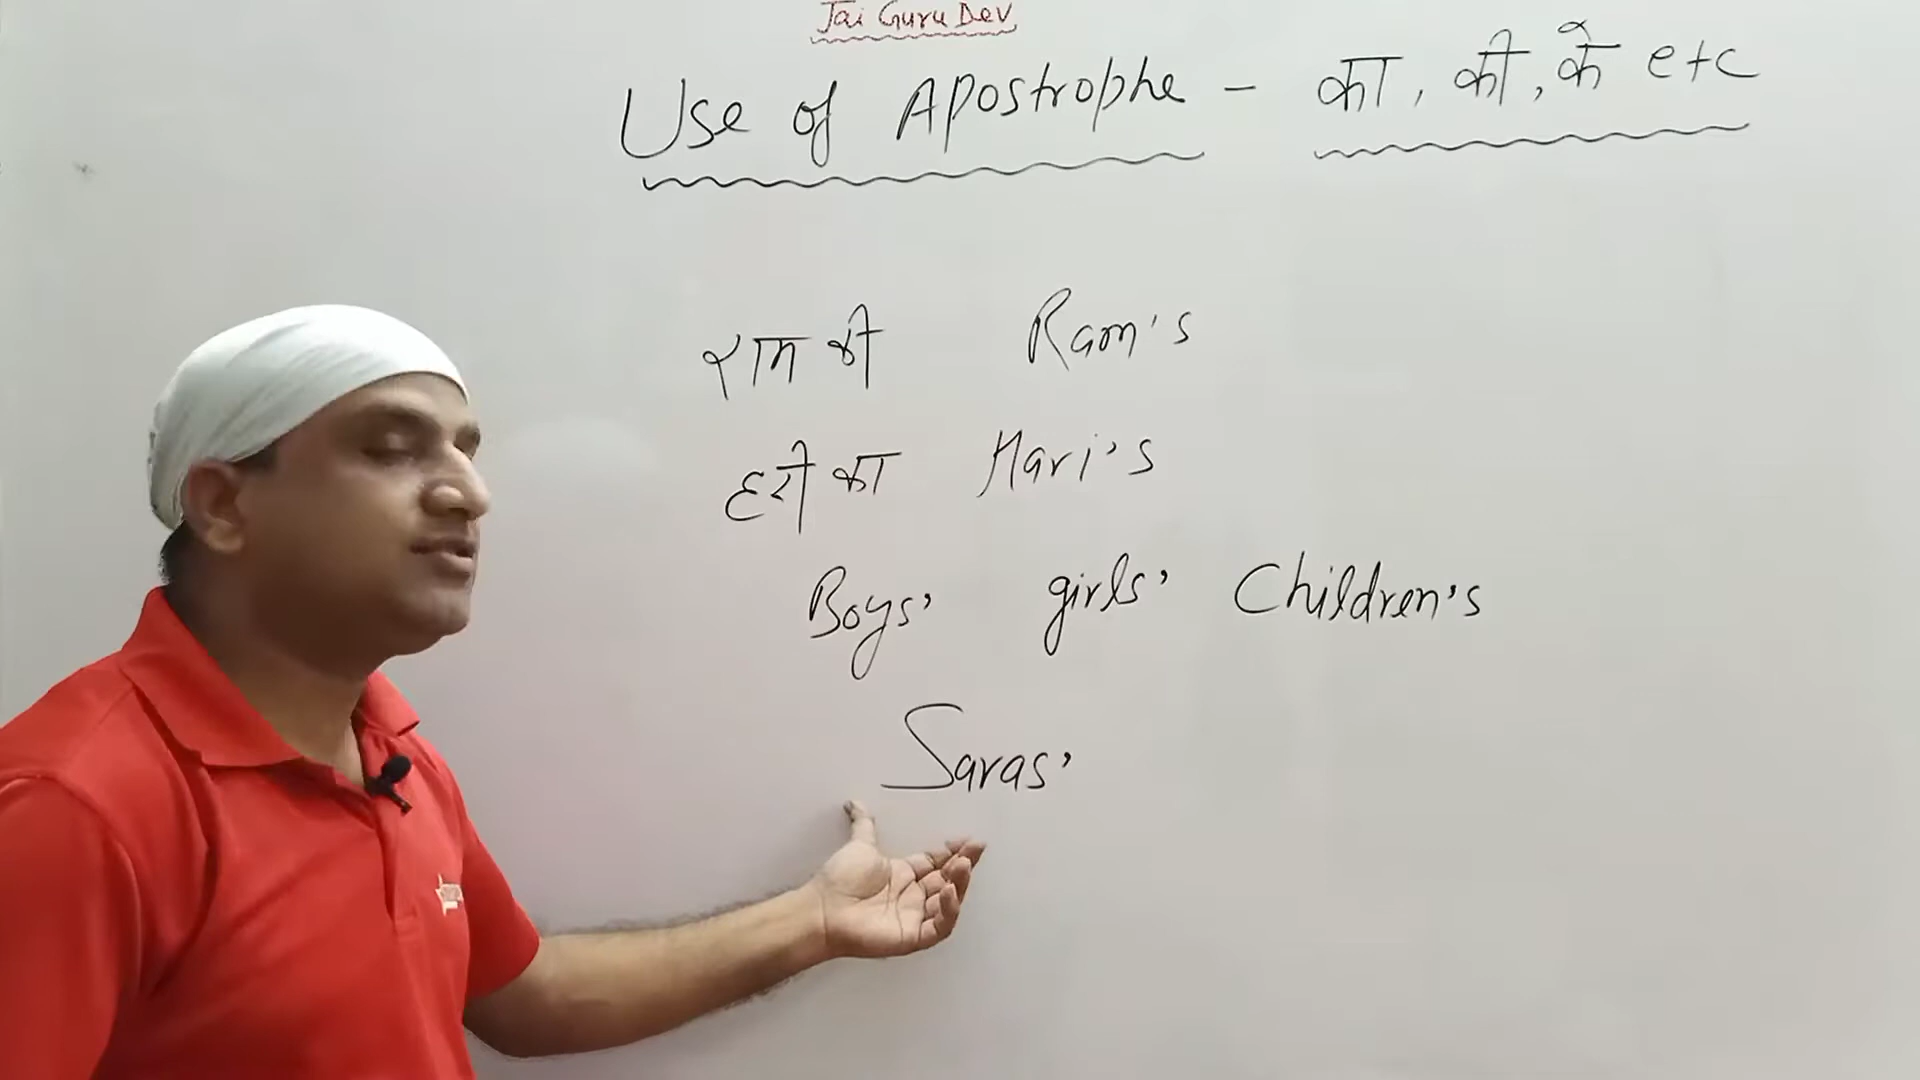 Jai Guru Dev
Use of Apostrophe - का, की, के etc
राम की Ram's
हरी का Hari's
Boys' girls' Children's
Saras'